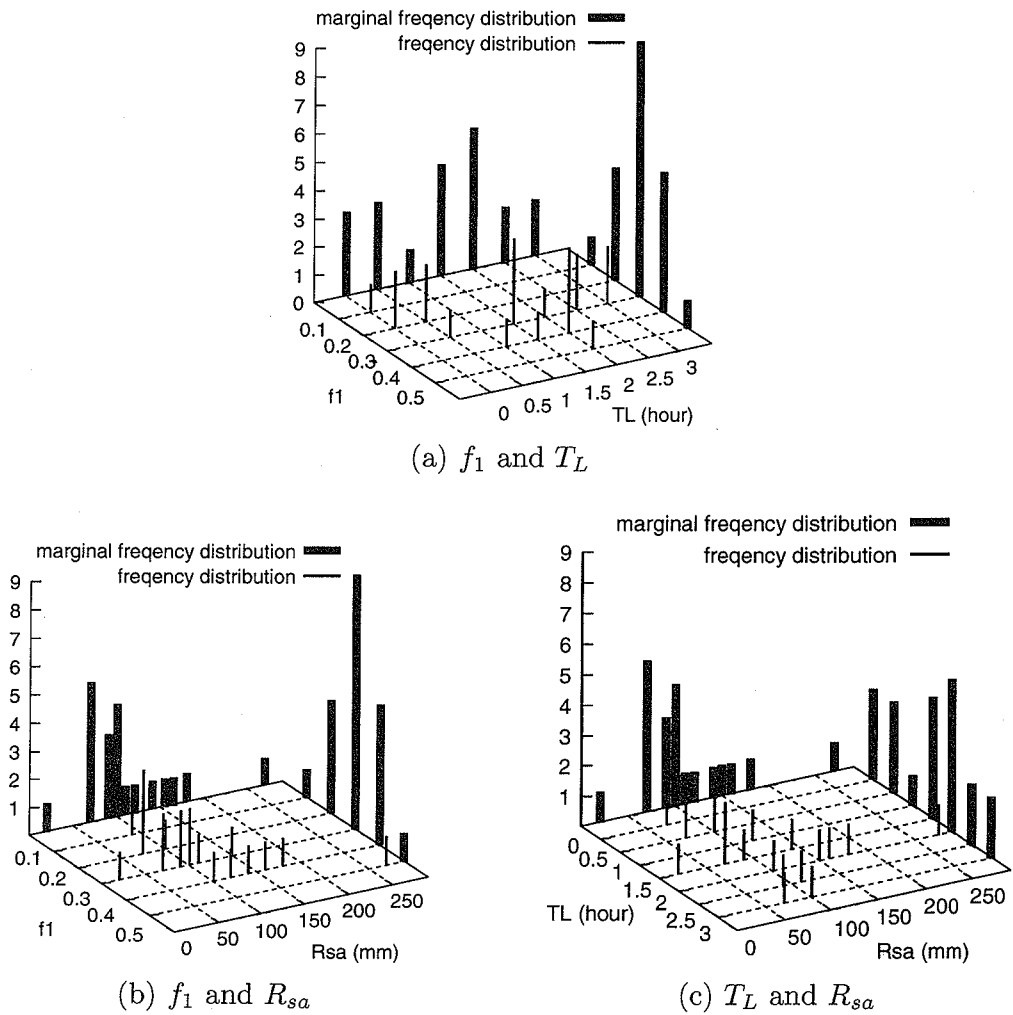 marginal freqency distribution
freqency distribution
9
8
7
6
5
4
3
2
1
0
0.1
0.2
0.3
0.4
0.5
f1
0 0.5 1 1.5 2 2.5 3
TL (hour)
(a) f1 and TL
marginal freqency distribution
freqency distribution
9
8
7
6
5
4
3
2
1
0.1
0.2
0.3
0.4
0.5
f1
0 50 100 150 200 250
Rsa (mm)
(b) f1 and Rsa
marginal freqency distribution
freqency distribution
9
8
7
6
5
4
3
2
1
0
0.5
1
1.5
2
2.5
3
TL (hour)
0 50 100 150 200 250
Rsa (mm)
(c) TL and Rsa